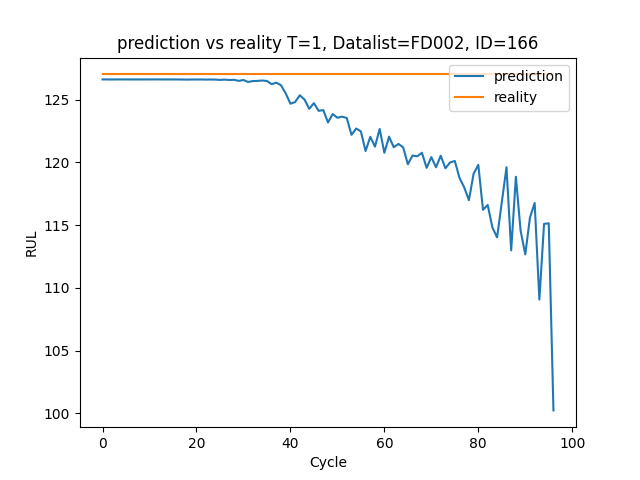 prediction vs reality T=1, Datalist=FD002, ID=166
prediction
reality
RUL
125
120
115
110
105
100
0 20 40 60 80 100
Cycle